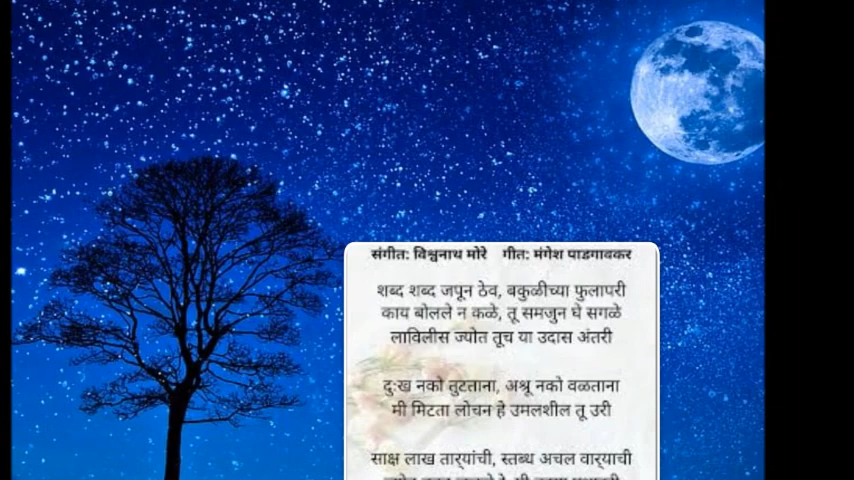 संगीत: विश्वनाथ मोरे गीत: मंगेश पाडगावकर
शब्द शब्द जपून ठेव, बकुळीच्या फुलापरी
काय बोलले न कळे, तू समजुन घे सगळे
लाविलीस ज्योत तूच या उदास अंतरी
दु:ख नको तुटताना, अश्रू नको वळताना
मी मिटता लोचन हे उमलशील तू उरी
साक्ष लाख तार्‍यांची, स्तब्ध अचल वार्‍याची